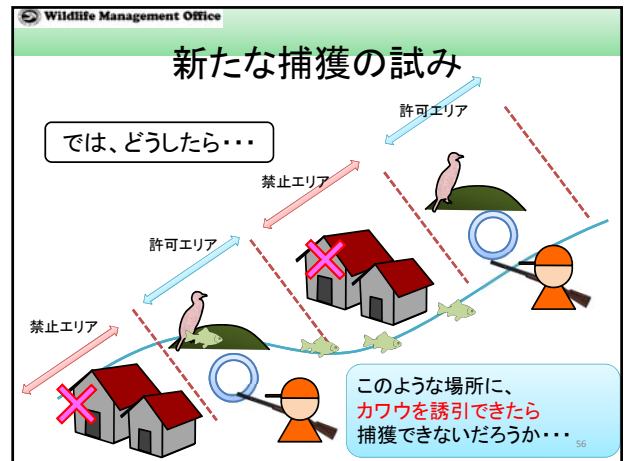 Wildlife Management Office
新たな捕獲の試み
許可エリア
では、どうしたら・・・
禁止エリア
許可エリア
禁止エリア
このような場所に、
カワウを誘引できたら
捕獲できないだろうか・・・
56